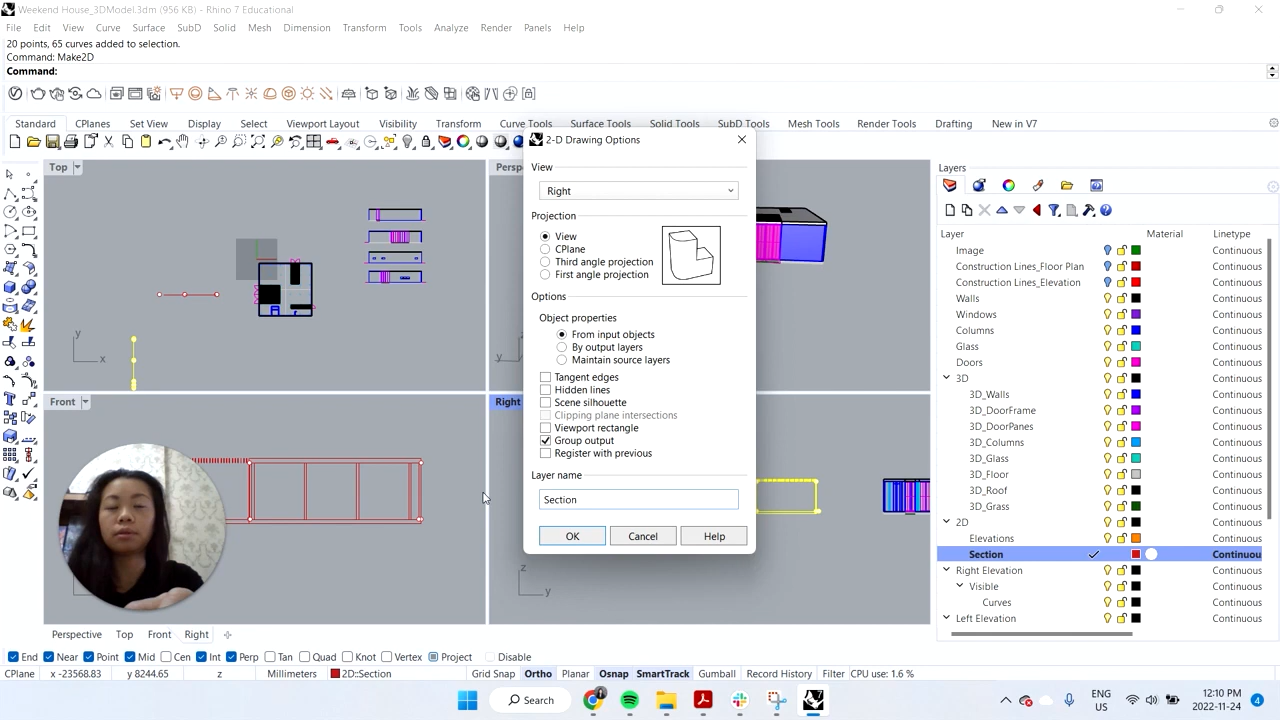 Weekend House_3DModel.3dm (956 KB) - Rhino 7 Educational
File Edit View Curve Surface SubD Solid Mesh Dimension Transform Tools Analyze Render Panels Help
20 points, 65 curves added to selection.
Command: Make2D
Command:
Standard CPlanes Set View Display Select Viewport Layout Visibility Transform Curve Tools Surface Tools Solid Tools SubD Tools Mesh Tools Render Tools Drafting New in V7
2-D Drawing Options
View
Right
Projection
View
CPlane
Third angle projection
First angle projection
Options
Object properties
From input objects
By output layers
Maintain source layers
Tangent edges
Hidden lines
Scene silhouette
Clipping plane intersections
Viewport rectangle
Group output
Register with previous
Layer name
Section
OK Cancel Help
Top
y
x
Persp
y
Front
Right
z
y
Layers
Layer Material Linetype
Image Continuous
Construction Lines_Floor Plan Continuous
Construction Lines_Elevation Continuous
Walls Continuous
Windows Continuous
Columns Continuous
Glass Continuous
Doors Continuous
3D Continuous
3D_Walls Continuous
3D_DoorFrame Continuous
3D_DoorPanes Continuous
3D_Columns Continuous
3D_Glass Continuous
3D_Floor Continuous
3D_Roof Continuous
3D_Grass Continuous
2D Continuous
Elevations Continuous
Section Continuou
Right Elevation Continuous
Visible Continuous
Curves Continuous
Left Elevation Continuous
Perspective Top Front Right
End Near Point Mid Cen Int Perp Tan Quad Knot Vertex Project Disable
CPlane x -23568.83 y 8244.65 z Millimeters 2D::Section Grid Snap Ortho Planar Osnap SmartTrack Gumball Record History Filter CPU use: 1.6 %
Search
ENG
US
12:10 PM
2022-11-24
4